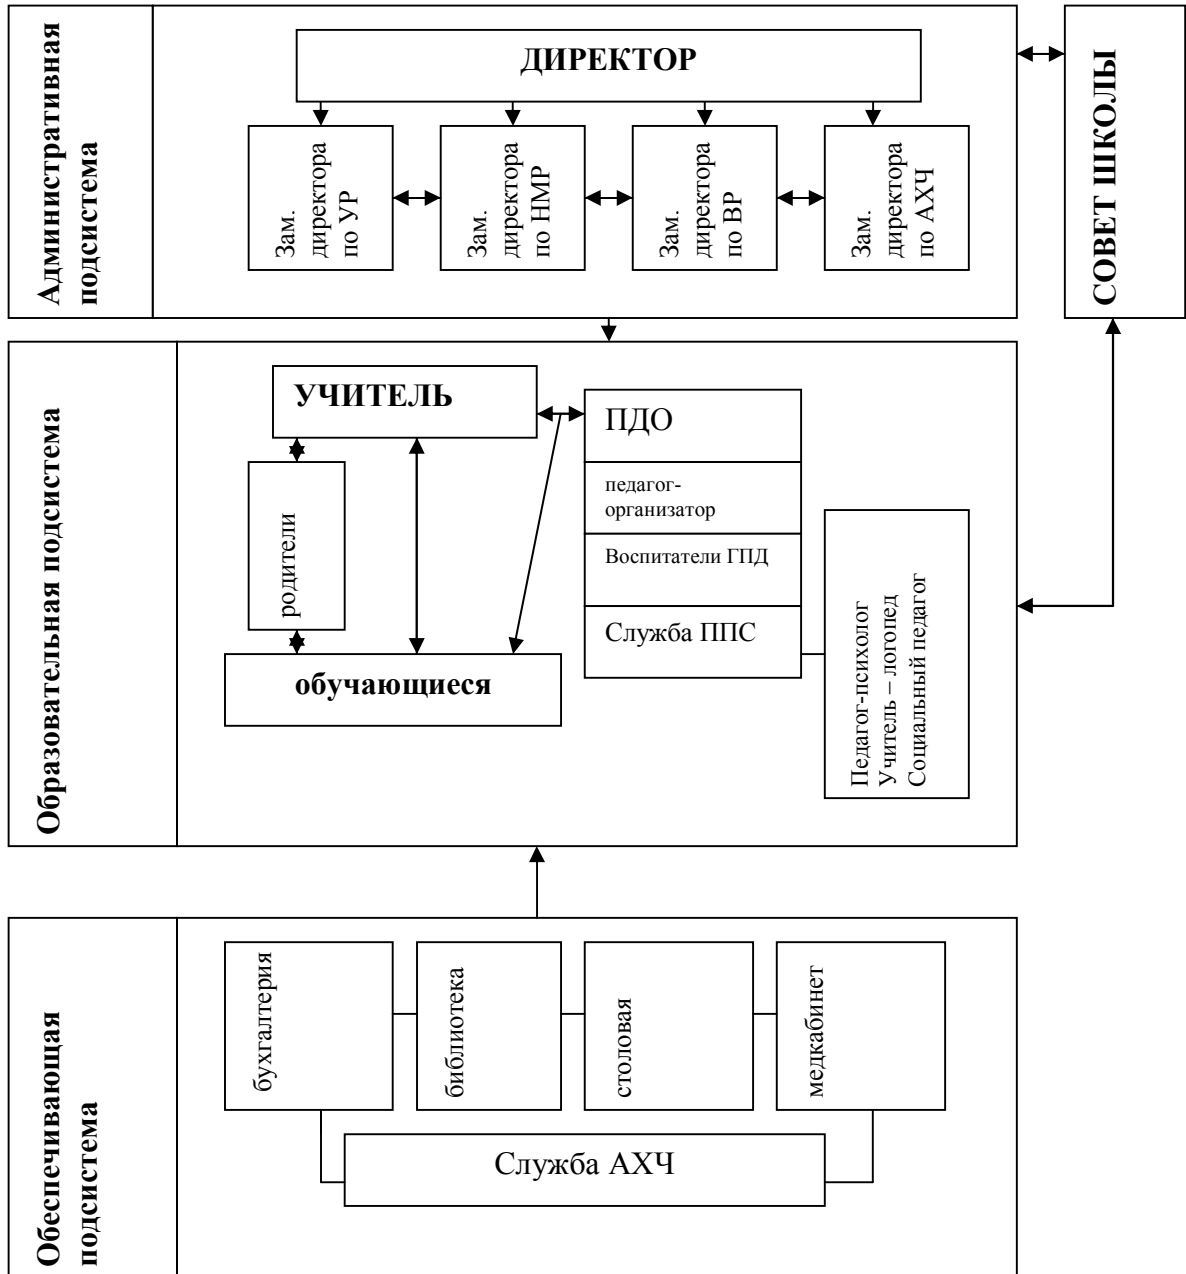 Административная
подсистема
ДИРЕКТОР
Зам.
директора
по УР
Зам.
директора
по НМР
Зам.
директора
по ВР
Зам.
директора
по АХЧ
СОВЕТ ШКОЛЫ
Образовательная подсистема
УЧИТЕЛЬ
родители
обучающиеся
ПДО
педагог-
организатор
Воспитатели ГПД
Служба ППС
Педагог-психолог
Учитель – логопед
Социальный педагог
Обеспечивающая
подсистема
бухгалтерия
библиотека
столовая
медкабинет
Служба АХЧ